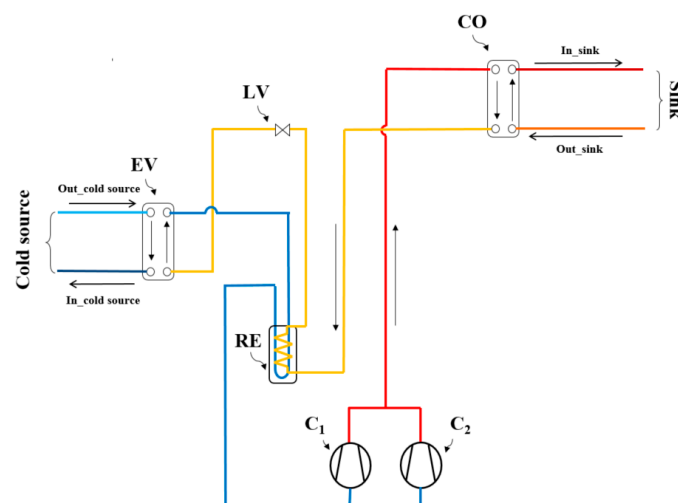 CO
In_sink
Sink
Out_sink
LV
EV
Out_cold source
Cold source
In_cold source
RE
C₁
C₂